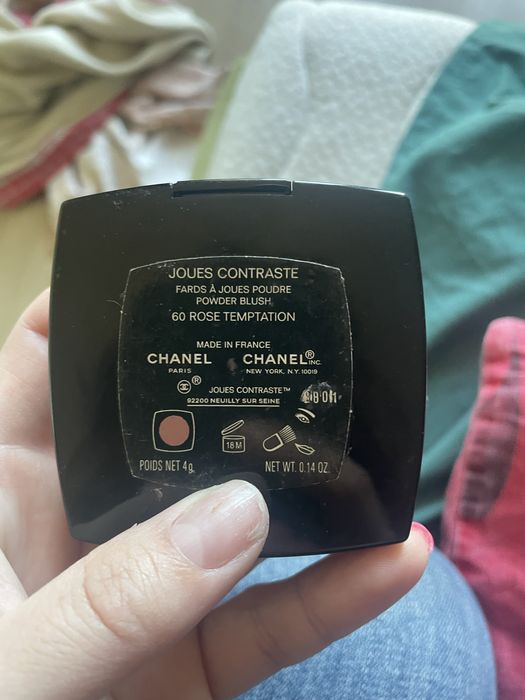 JOUES CONTRASTE
FARDS À JOUES POUDRE
POWDER BLUSH
60 ROSE TEMPTATION
MADE IN FRANCE
CHANEL CHANEL® INC.
PARIS NEW YORK, N.Y. 10019
® JOUES CONTRASTE™
92200 NEUILLY SUR SEINE
18M
POIDS NET 4g. NET WT. 0.14 OZ.